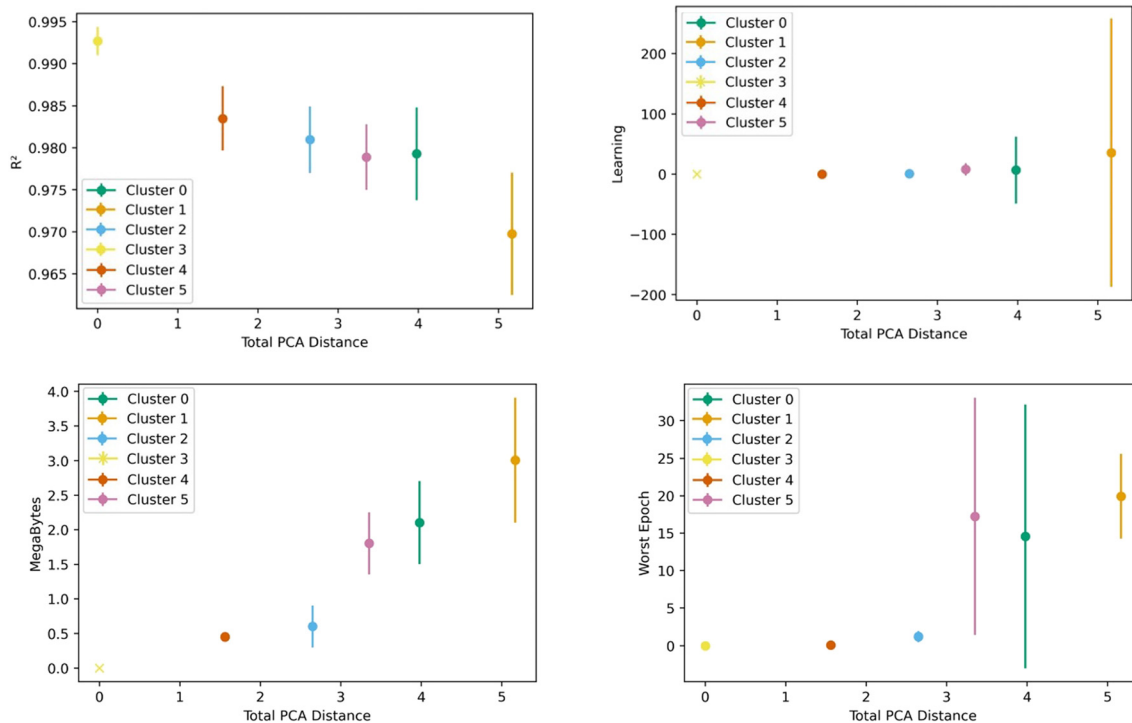 0.995
0.990
0.985
0.980
0.975
0.970
0.965
R²
Cluster 0
Cluster 1
Cluster 2
Cluster 3
Cluster 4
Cluster 5
0 1 2 3 4 5
Total PCA Distance
200
100
0
−100
−200
Learning
Cluster 0
Cluster 1
Cluster 2
Cluster 3
Cluster 4
Cluster 5
0 1 2 3 4 5
Total PCA Distance
4.0
3.5
3.0
2.5
2.0
1.5
1.0
0.5
0.0
MegaBytes
Cluster 0
Cluster 1
Cluster 2
Cluster 3
Cluster 4
Cluster 5
0 1 2 3 4 5
Total PCA Distance
30
25
20
15
10
5
0
Worst Epoch
Cluster 0
Cluster 1
Cluster 2
Cluster 3
Cluster 4
Cluster 5
0 1 2 3 4 5
Total PCA Distance